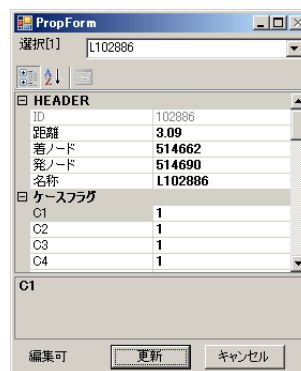 PropForm
選択[1] L102886
HEADER
ID 102886
距離 3.09
着ノード 514662
発ノード 514690
名称 L102886
ケースフラグ
C1 1
C2 1
C3 1
C4 1
C1
編集可 更新 キャンセル